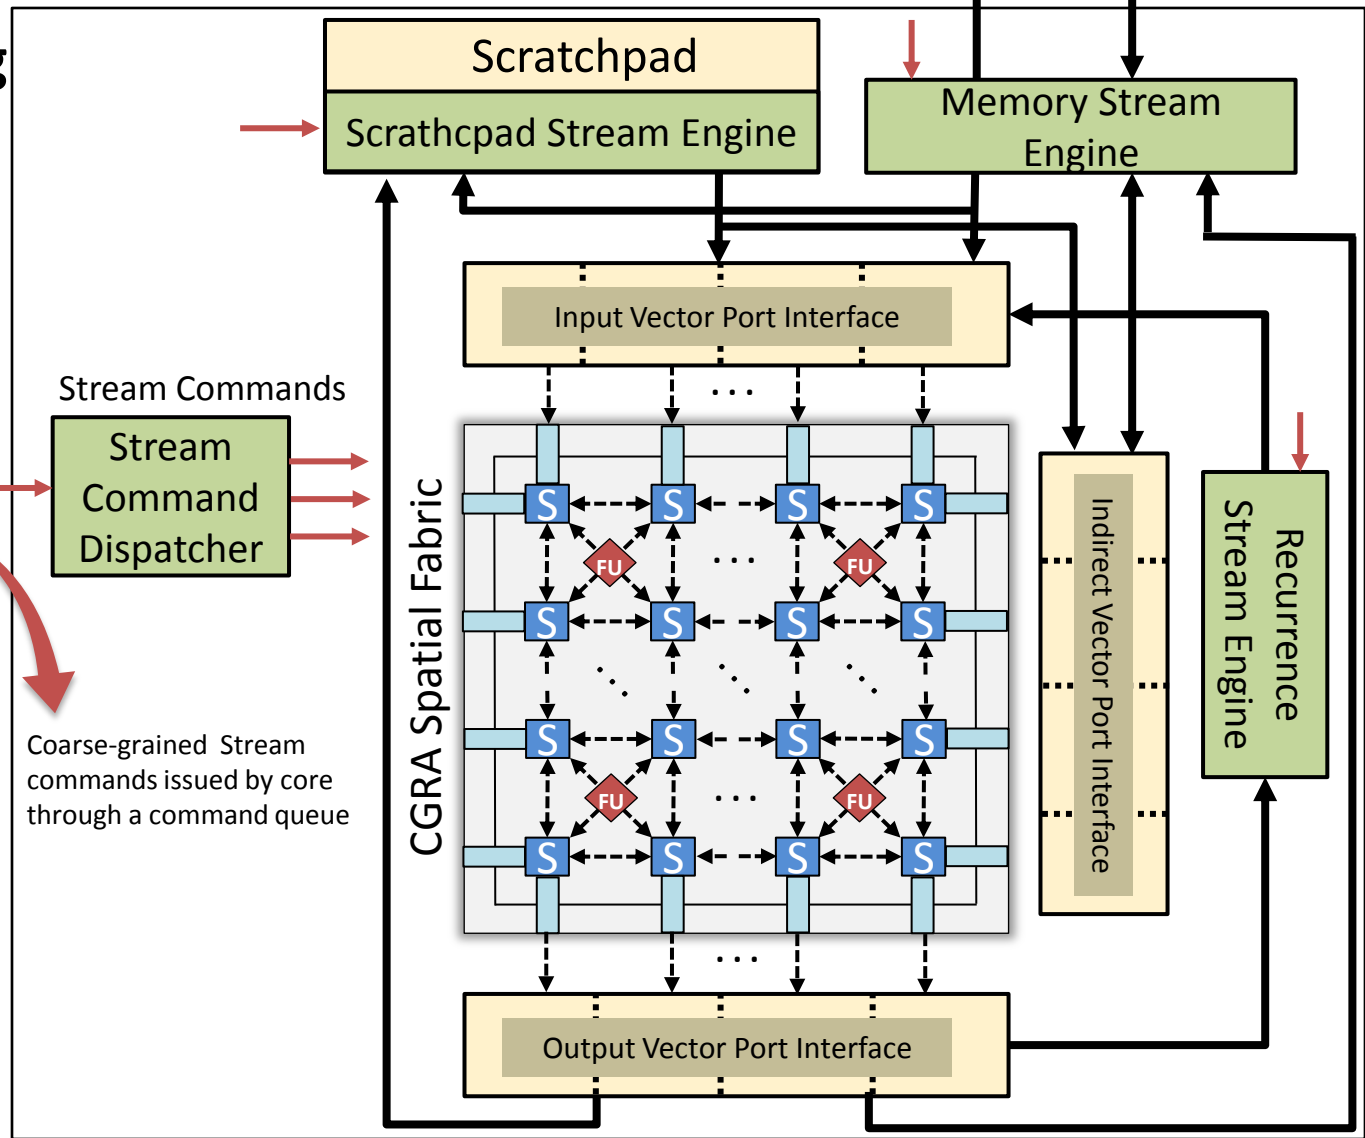 g
Scratchpad
Scrathcpad Stream Engine
Memory Stream
Engine
Input Vector Port Interface
Stream Commands
. . .
Stream
Command
Dispatcher
CGRA Spatial Fabric
S S S S
FU . . . FU
S S S S
. . . . . . . . .
S S S S
FU . . . FU
S S S S
. . .
Indirect Vector Port Interface
Recurrence
Stream Engine
Coarse-grained Stream
commands issued by core
through a command queue
Output Vector Port Interface